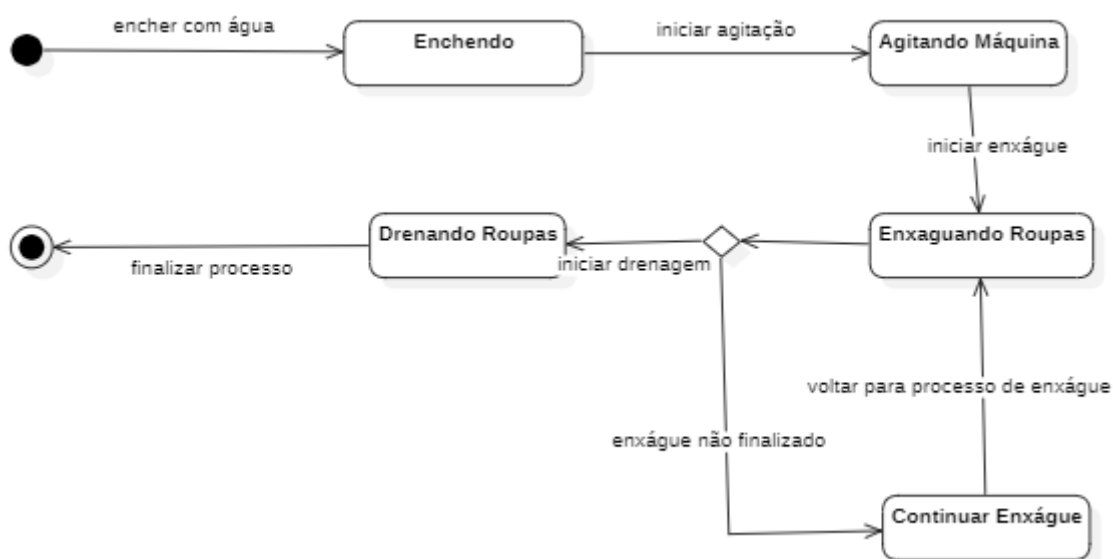 encher com água
Enchendo
iniciar agitação
Agitando Máquina
iniciar enxágue
Enxaguando Roupas
iniciar drenagem
Drenando Roupas
finalizar processo
enxágue não finalizado
Continuar Enxágue
voltar para processo de enxágue